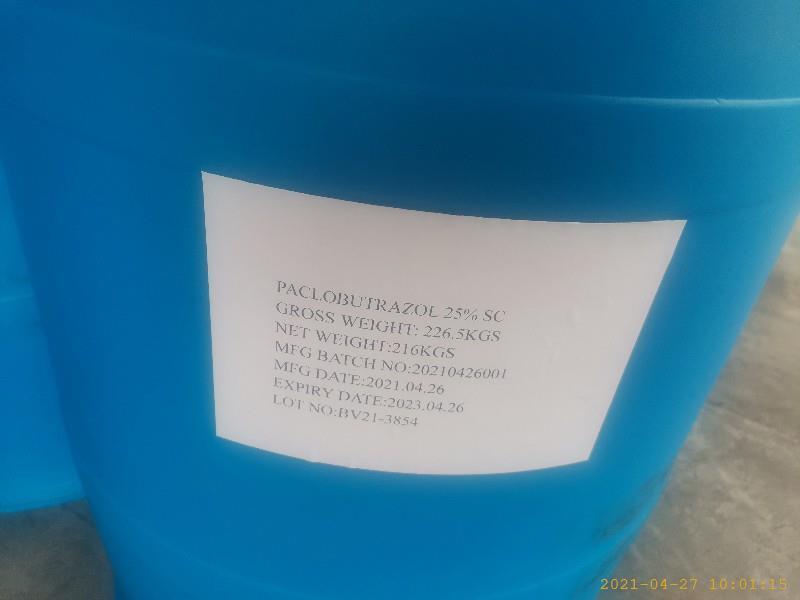 PACLOBUTRAZOL 25% SC
GROSS WEIGHT: 226.5KGS
NET WEIGHT:216KGS
MFG BATCH NO:20210426001
MFG DATE:2021.04.26
EXPIRY DATE:2023.04.26
LOT NO:BV21-3854
2021-04-27 10:01:15